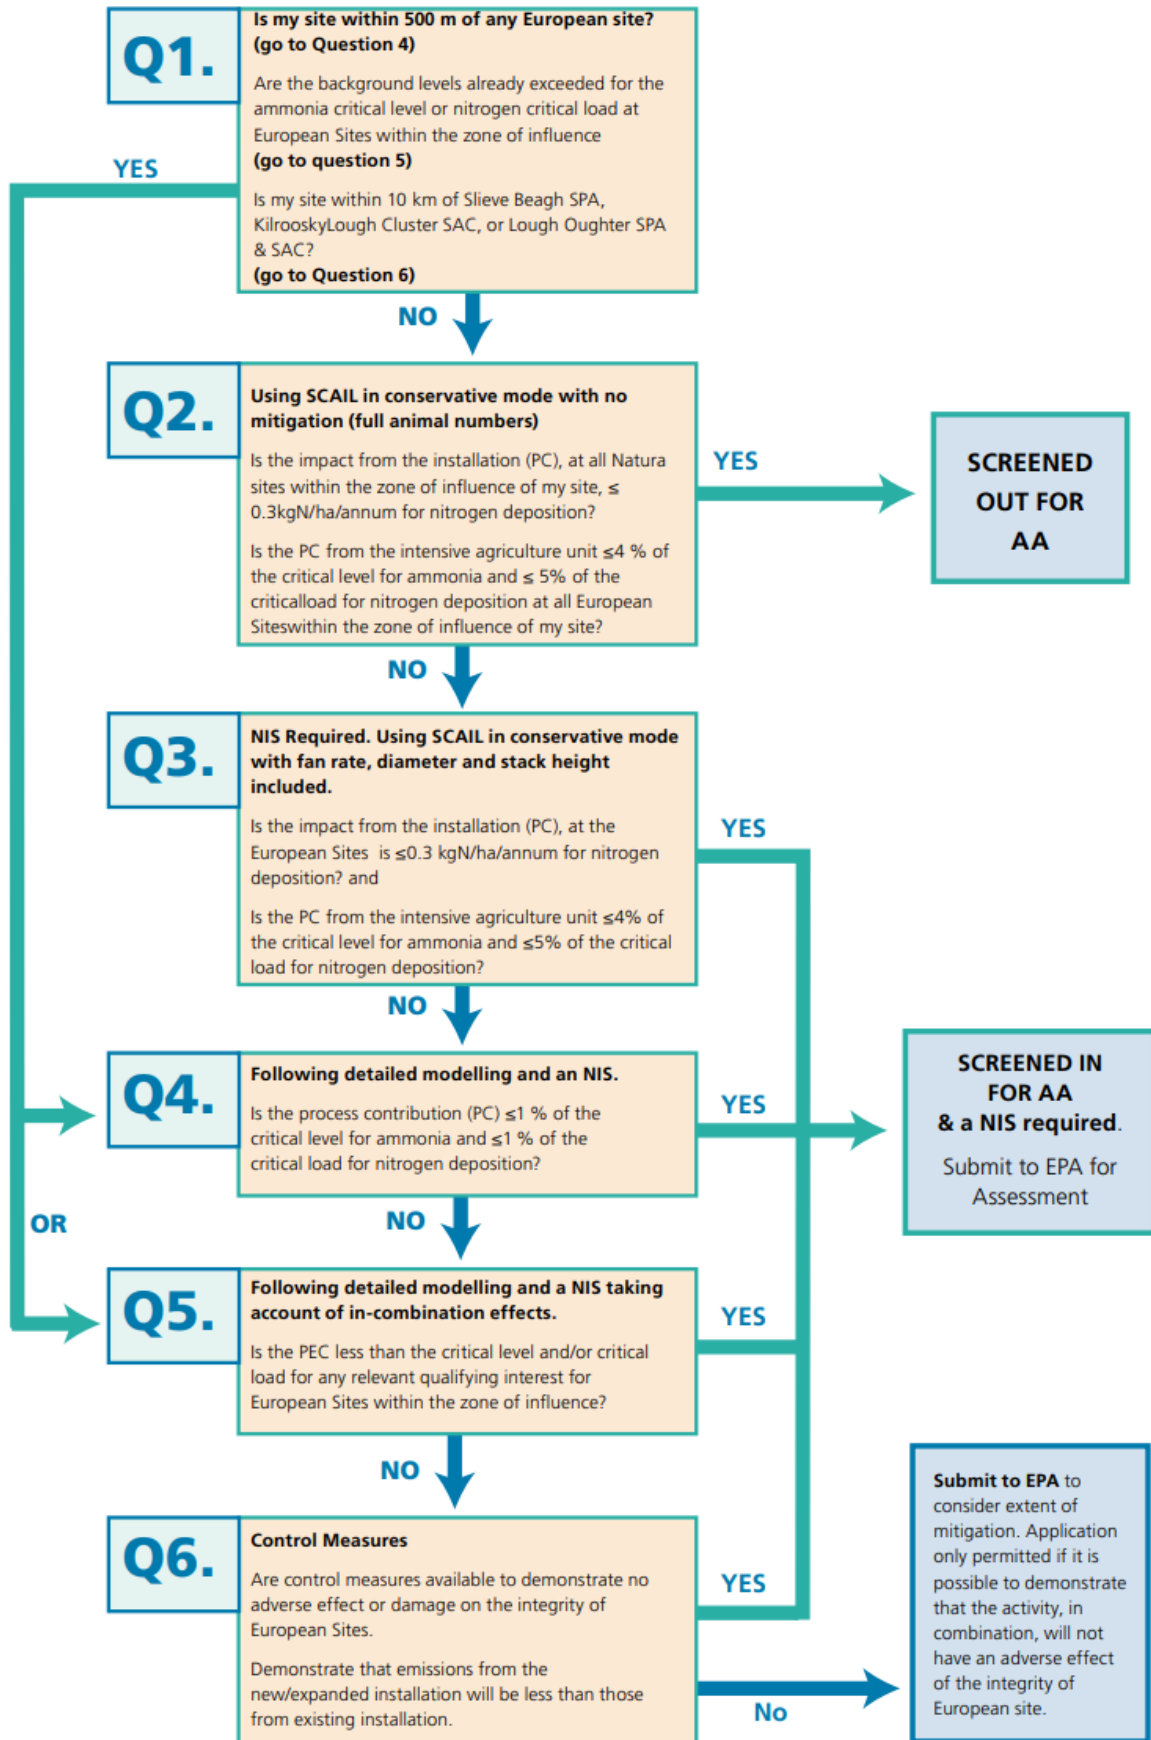 Q1.
Is my site within 500 m of any European site?
(go to Question 4)
Are the background levels already exceeded for the
ammonia critical level or nitrogen critical load at
European Sites within the zone of influence
(go to question 5)
Is my site within 10 km of Slieve Beagh SPA,
KilrooskyLough Cluster SAC, or Lough Oughter SPA
& SAC?
(go to Question 6)
YES
NO
Q2.
Using SCAIL in conservative mode with no
mitigation (full animal numbers)
Is the impact from the installation (PC), at all Natura
sites within the zone of influence of my site, ≤
0.3kgN/ha/annum for nitrogen deposition?
Is the PC from the intensive agriculture unit ≤4 % of
the critical level for ammonia and ≤ 5% of the
criticalload for nitrogen deposition at all European
Siteswithin the zone of influence of my site?
YES
SCREENED
OUT FOR
AA
NO
Q3.
NIS Required. Using SCAIL in conservative mode
with fan rate, diameter and stack height
included.
Is the impact from the installation (PC), at the
European Sites is ≤0.3 kgN/ha/annum for nitrogen
deposition? and
Is the PC from the intensive agriculture unit ≤4% of
the critical level for ammonia and ≤5% of the critical
load for nitrogen deposition?
YES
NO
Q4.
Following detailed modelling and an NIS.
Is the process contribution (PC) ≤1 % of the
critical level for ammonia and ≤1 % of the
critical load for nitrogen deposition?
YES
SCREENED IN
FOR AA
& a NIS required.
Submit to EPA for
Assessment
NO
OR
Q5.
Following detailed modelling and a NIS taking
account of in-combination effects.
Is the PEC less than the critical level and/or critical
load for any relevant qualifying interest for
European Sites within the zone of influence?
YES
NO
Q6.
Control Measures
Are control measures available to demonstrate no
adverse effect or damage on the integrity of
European Sites.
Demonstrate that emissions from the
new/expanded installation will be less than those
from existing installation.
YES
No
Submit to EPA to
consider extent of
mitigation. Application
only permitted if it is
possible to demonstrate
that the activity, in
combination, will not
have an adverse effect
of the integrity of
European site.